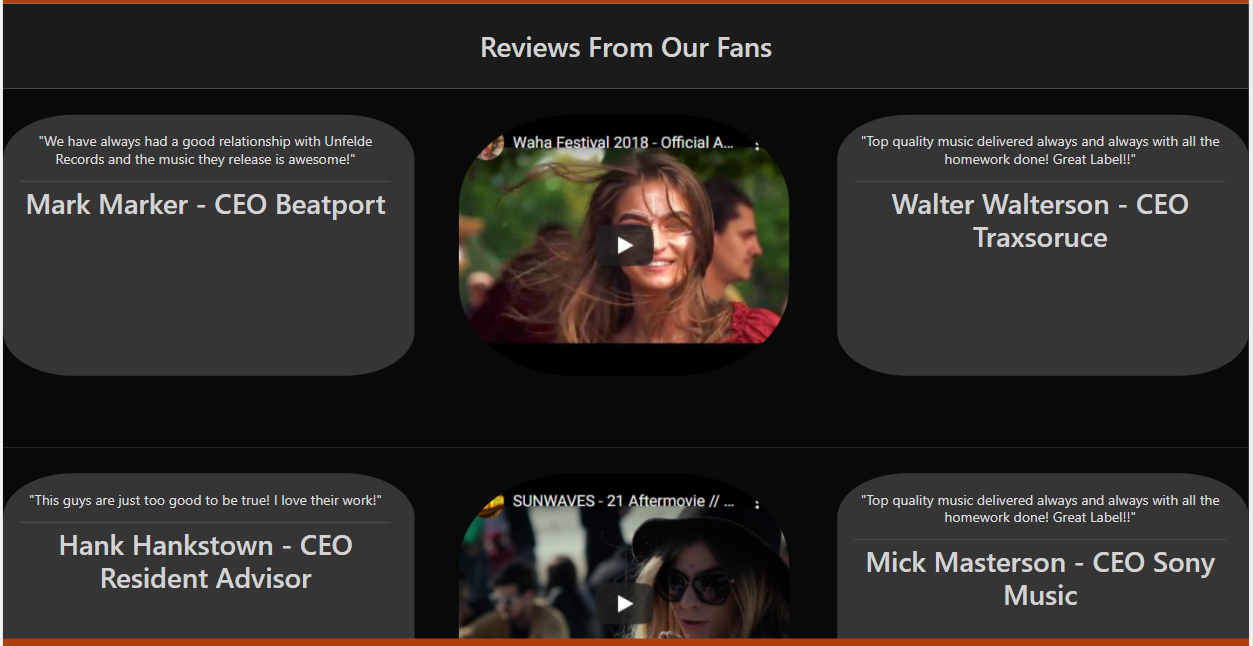 Reviews From Our Fans
"We have always had a good relationship with Unfelde
Records and the music they release is awesome!"
Mark Marker - CEO Beatport
Waha Festival 2018 - Official A...
"Top quality music delivered always and always with all the
homework done! Great Label!!"
Walter Walterson - CEO
Traxsoruce
"This guys are just too good to be true! I love their work!"
Hank Hankstown - CEO
Resident Advisor
SUNWAVES - 21 Aftermovie // ...
"Top quality music delivered always and always with all the
homework done! Great Label!!"
Mick Masterson - CEO Sony
Music